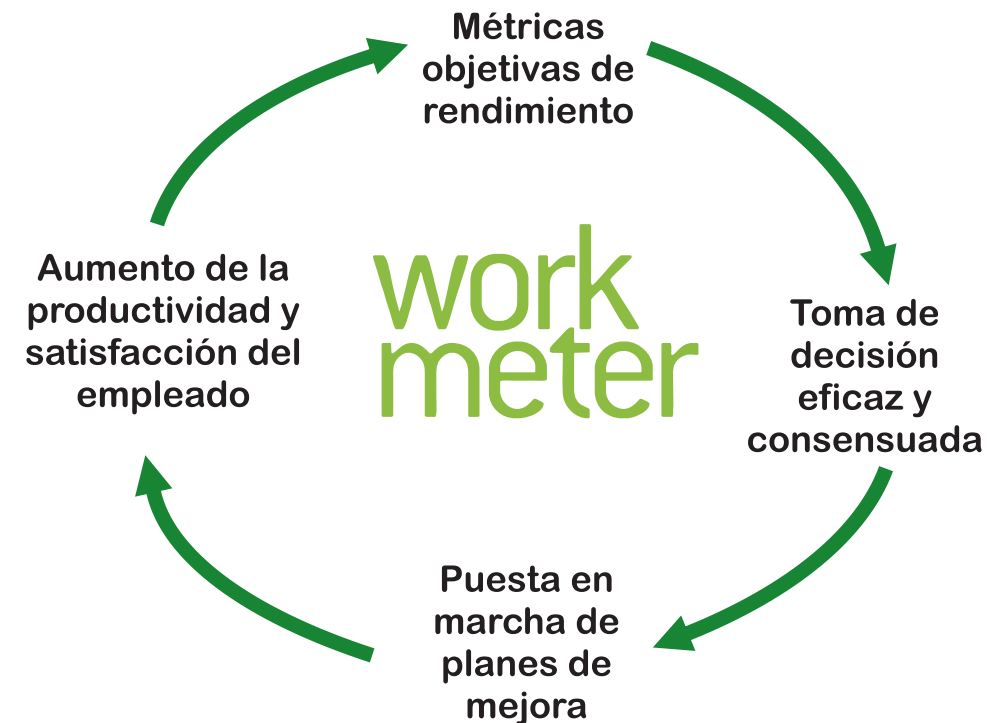 Métricas
objetivas de
rendimiento
Toma de
decisión
eficaz y
consensuada
Puesta en
marcha de
planes de
mejora
Aumento de la
productividad y
satisfacción del
empleado
work
meter